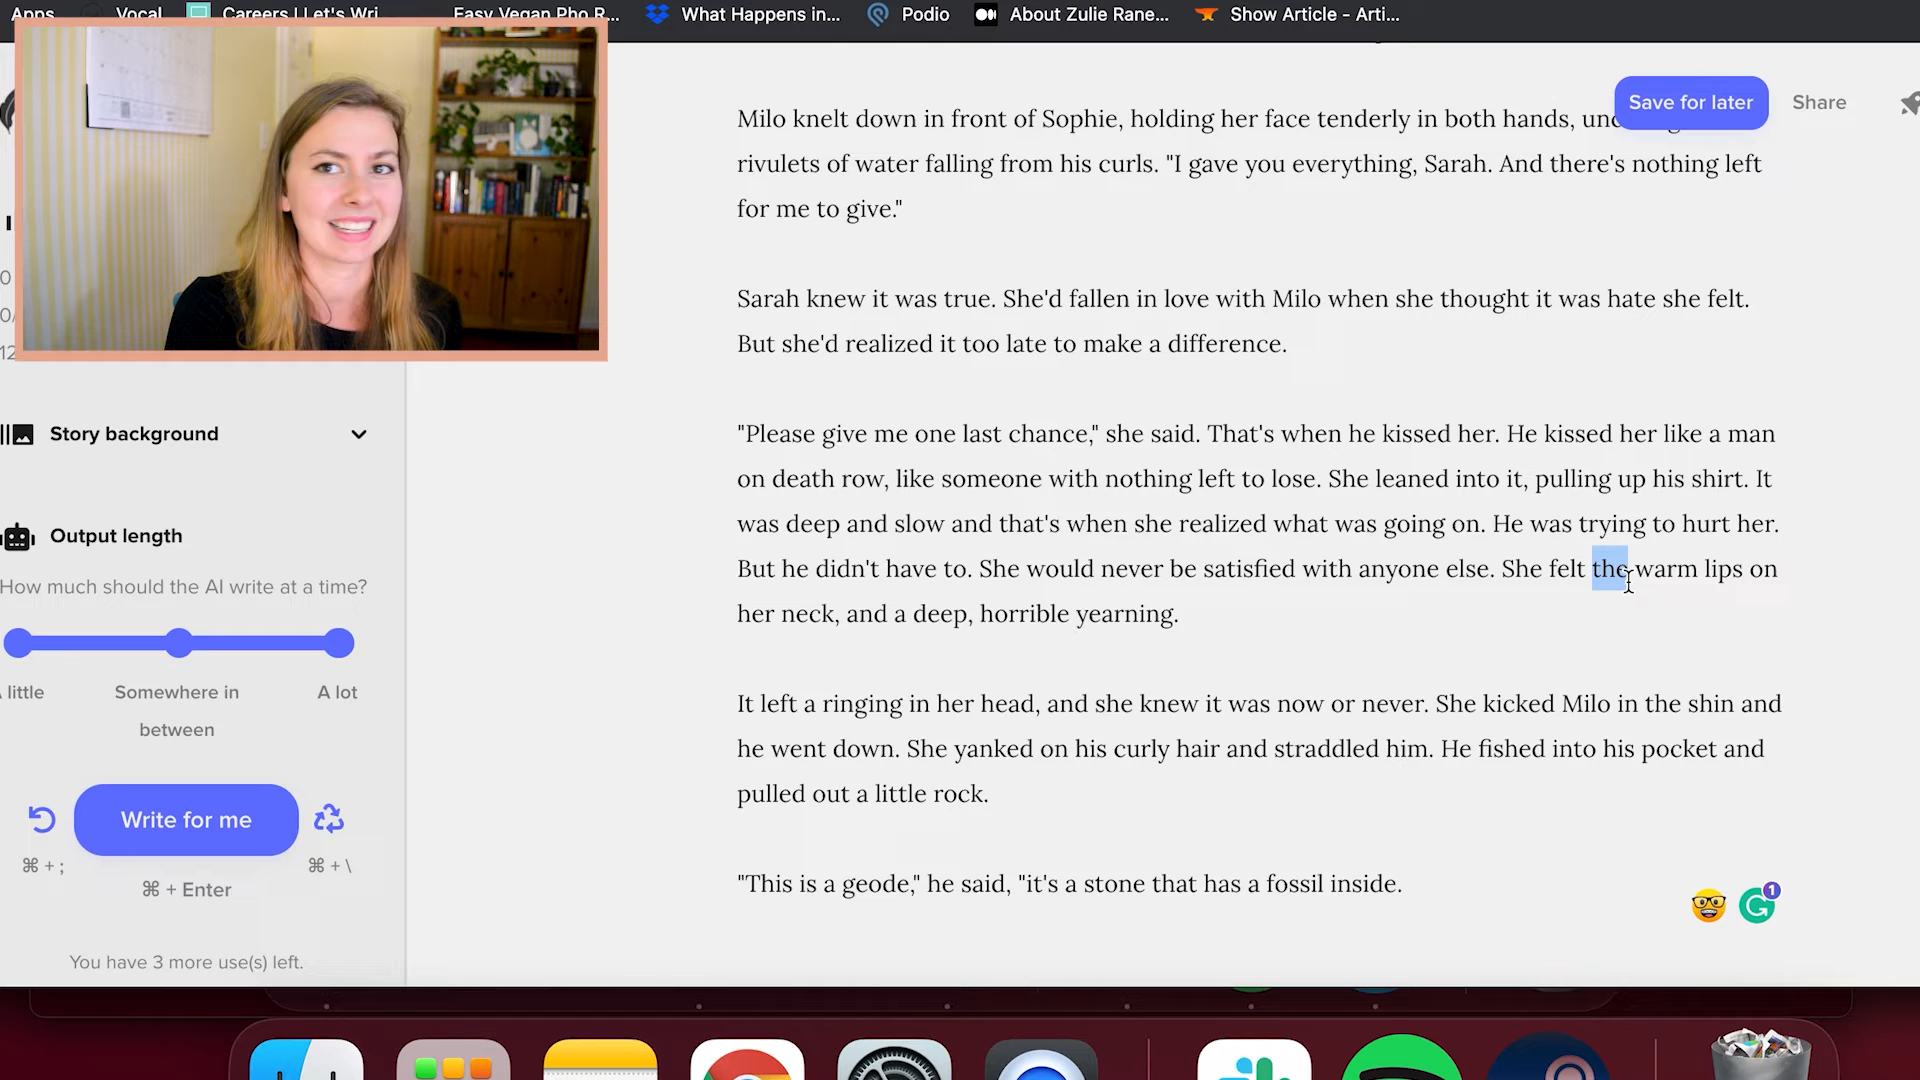 Apps Vocal Careers | Let's Wri... Easy Vegan Pho R... What Happens in... Podio About Zulie Rane... Show Article - Arti...
Save for later Share
Milo knelt down in front of Sophie, holding her face tenderly in both hands,
rivulets of water falling from his curls. "I gave you everything, Sarah. And there's nothing left
for me to give."
Sarah knew it was true. She'd fallen in love with Milo when she thought it was hate she felt.
But she'd realized it too late to make a difference.
"Please give me one last chance," she said. That's when he kissed her. He kissed her like a man
on death row, like someone with nothing left to lose. She leaned into it, pulling up his shirt. It
was deep and slow and that's when she realized what was going on. He was trying to hurt her.
But he didn't have to. She would never be satisfied with anyone else. She felt the warm lips on
her neck, and a deep, horrible yearning.
It left a ringing in her head, and she knew it was now or never. She kicked Milo in the shin and
he went down. She yanked on his curly hair and straddled him. He fished into his pocket and
pulled out a little rock.
"This is a geode," he said, "it's a stone that has a fossil inside.
1
Story background
Output length
How much should the AI write at a time?
little Somewhere in between A lot
Write for me
⌘ + ; ⌘ + \
⌘ + Enter
You have 3 more use(s) left.